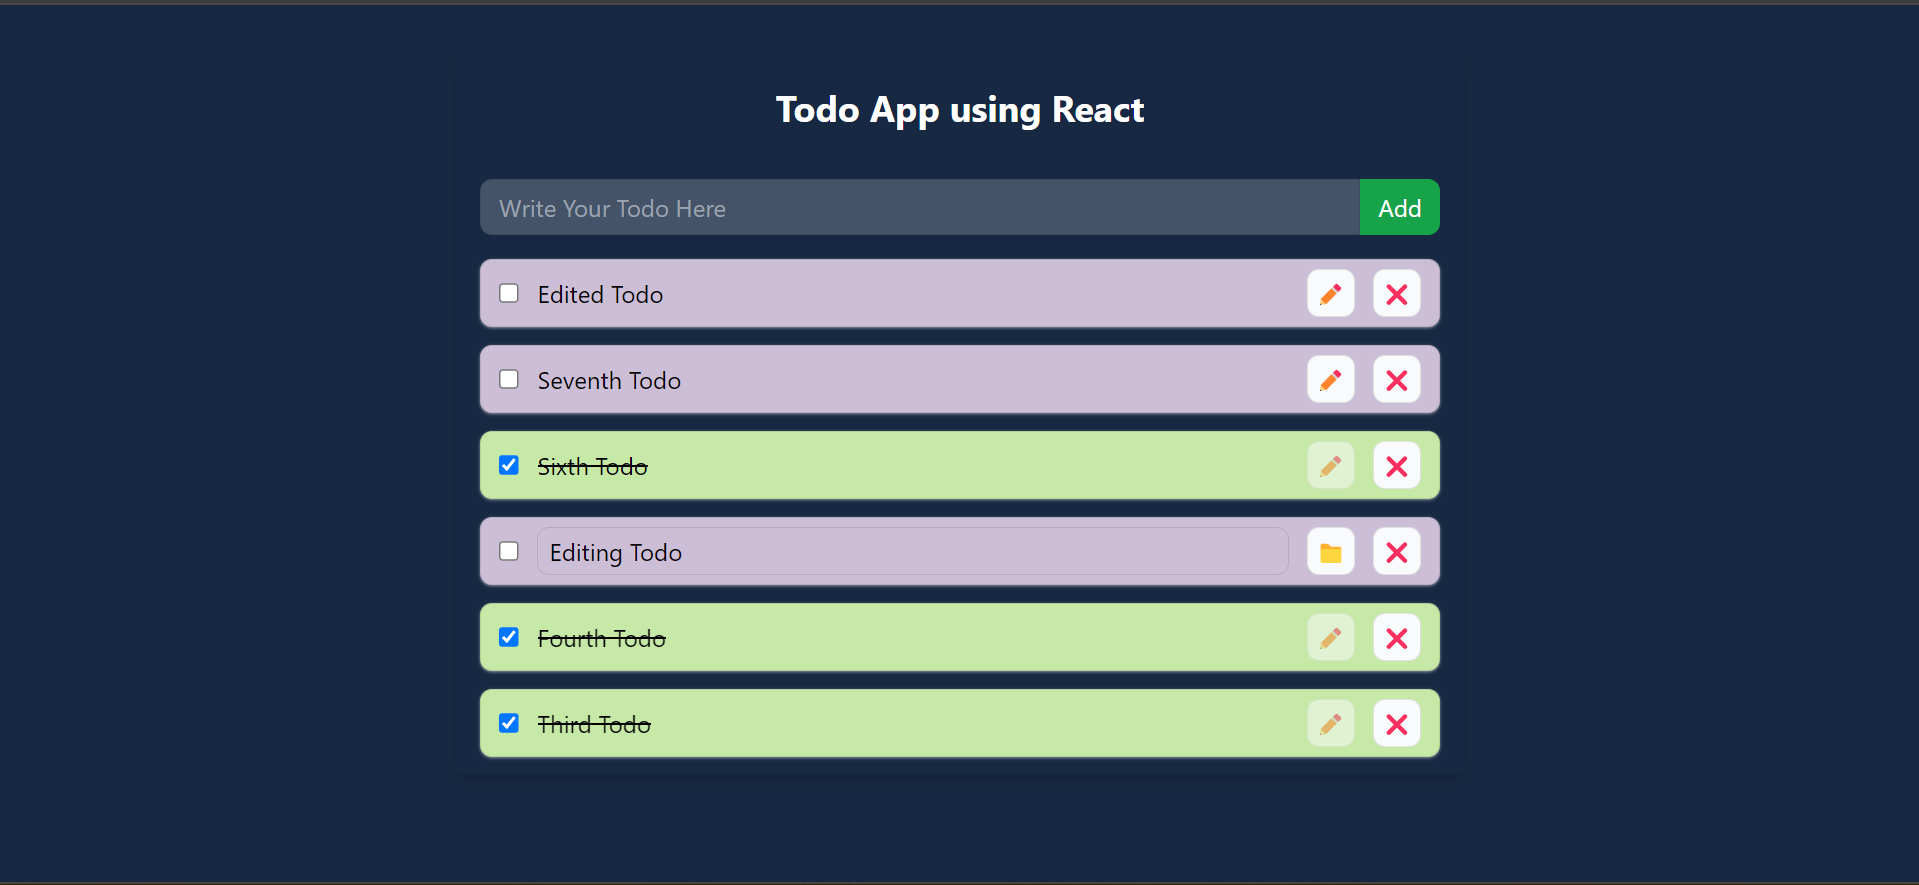 Todo App using React
Write Your Todo Here
Add
Edited Todo
Seventh Todo
Sixth Todo
Editing Todo
Fourth Todo
Third Todo